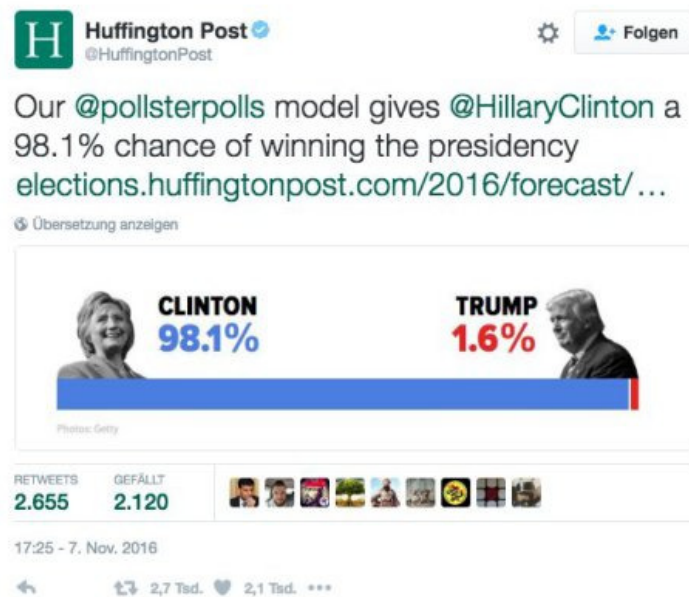 H
Huffington Post
@HuffingtonPost
Folgen
Our @pollsterpolls model gives @HillaryClinton a
98.1% chance of winning the presidency
elections.huffingtonpost.com/2016/forecast/…
Übersetzung anzeigen
CLINTON
98.1%
TRUMP
1.6%
Photos: Getty
RETWEETS
2.655
GEFÄLLT
2.120
17:25 - 7. Nov. 2016
2,7 Tsd.
2,1 Tsd.